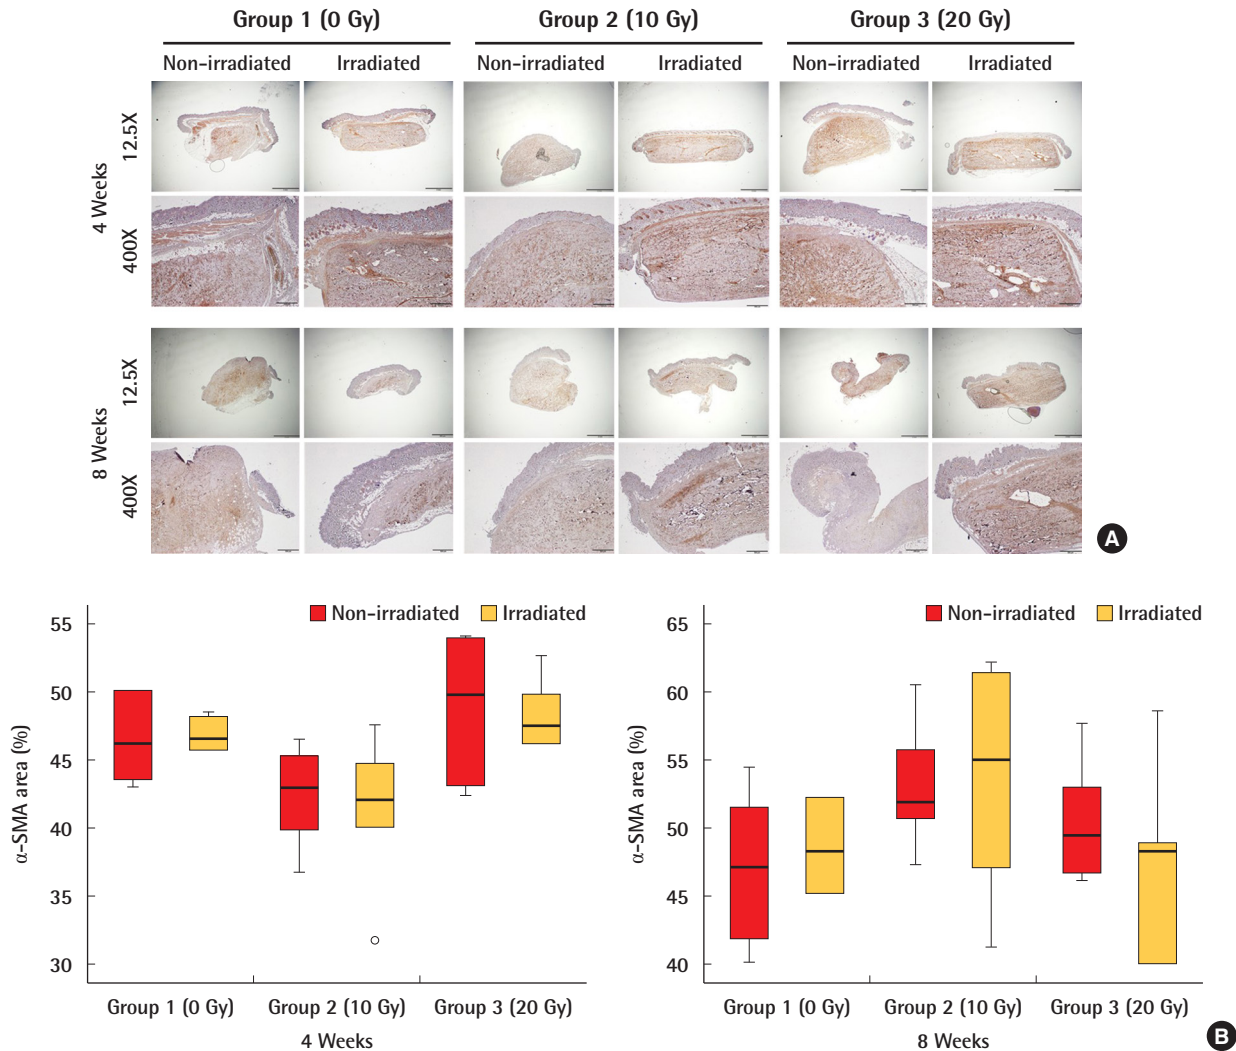 Group 1 (0 Gy) Group 2 (10 Gy) Group 3 (20 Gy)
Non-irradiated Irradiated Non-irradiated Irradiated Non-irradiated Irradiated
4 Weeks
12.5X
400X
8 Weeks
12.5X
400X
A
Non-irradiated Irradiated
α-SMA area (%)
55
50
45
40
35
30
Group 1 (0 Gy) Group 2 (10 Gy) Group 3 (20 Gy)
4 Weeks
Non-irradiated Irradiated
α-SMA area (%)
65
60
55
50
45
40
Group 1 (0 Gy) Group 2 (10 Gy) Group 3 (20 Gy)
8 Weeks
B